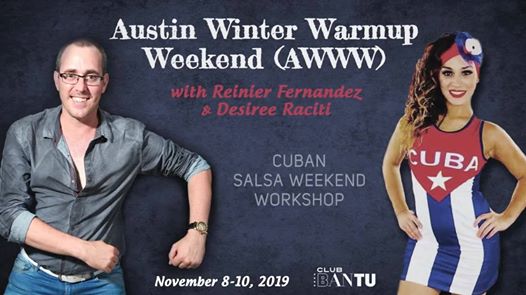 Austin Winter Warmup
Weekend (AWWW)
with Reinier Fernandez
& Desiree Raciti
CUBAN
SALSA WEEKEND
WORKSHOP
CUBA
November 8-10, 2019
CLUB
BANTU